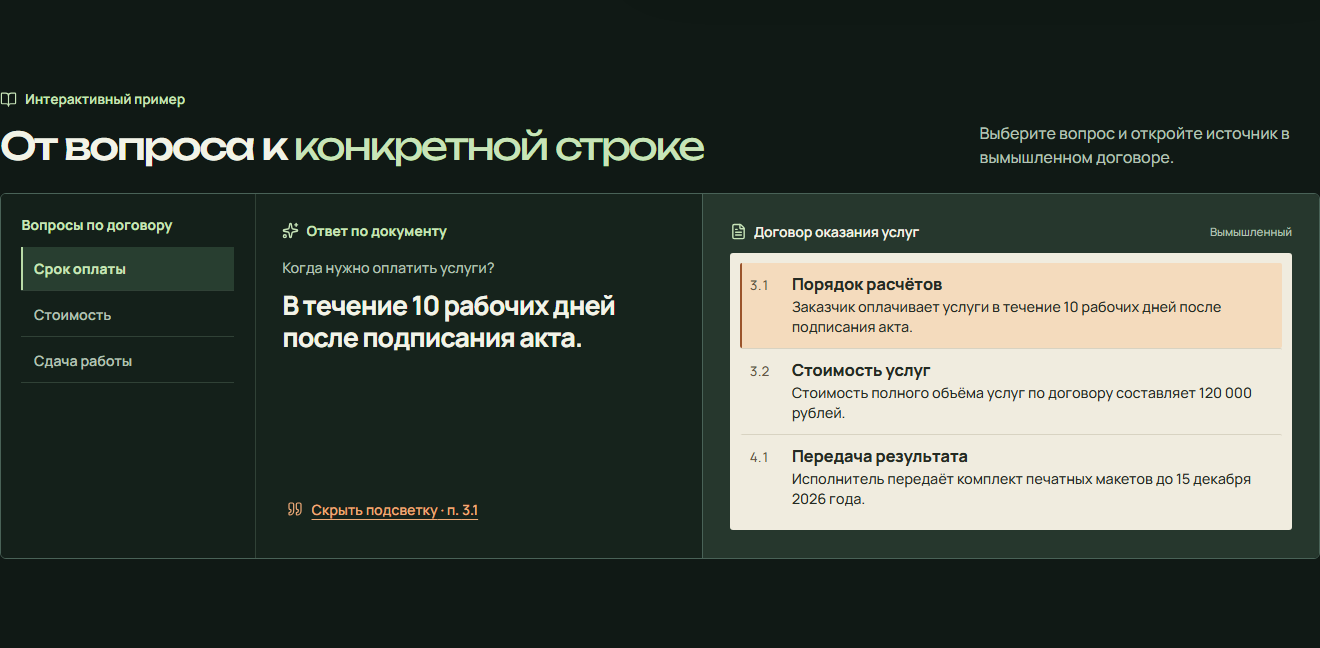 Интерактивный пример
От вопроса к конкретной строке
Выберите вопрос и откройте источник в
вымышленном договоре.
Вопросы по договору
Срок оплаты
Стоимость
Сдача работы
Ответ по документу
Когда нужно оплатить услуги?
В течение 10 рабочих дней
после подписания акта.
Скрыть подсветку · п. 3.1
Договор оказания услуг
Вымышленный
3.1 Порядок расчётов
Заказчик оплачивает услуги в течение 10 рабочих дней после
подписания акта.
3.2 Стоимость услуг
Стоимость полного объёма услуг по договору составляет 120 000
рублей.
4.1 Передача результата
Исполнитель передаёт комплект печатных макетов до 15 декабря
2026 года.